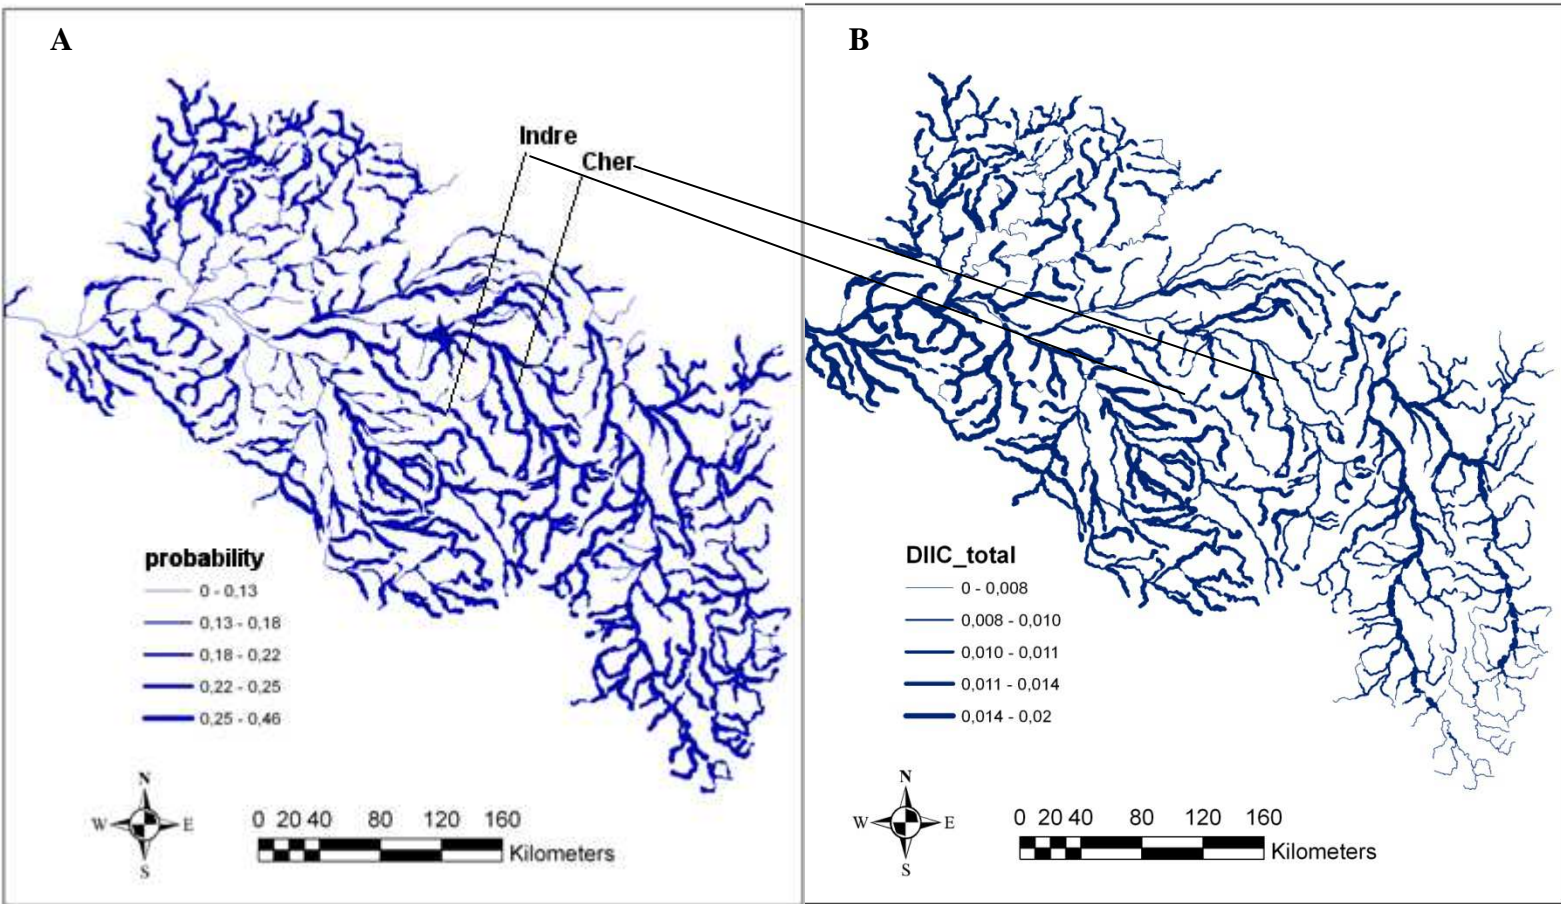 A
Indre
Cher
probability
0 - 0,13
0,13 - 0,18
0,18 - 0,22
0,22 - 0,25
0,25 - 0,46
N
W E
S
0 20 40 80 120 160
Kilometers
B
DIIC_total
0 - 0,008
0,008 - 0,010
0,010 - 0,011
0,011 - 0,014
0,014 - 0,02
N
W E
S
0 20 40 80 120 160
Kilometers